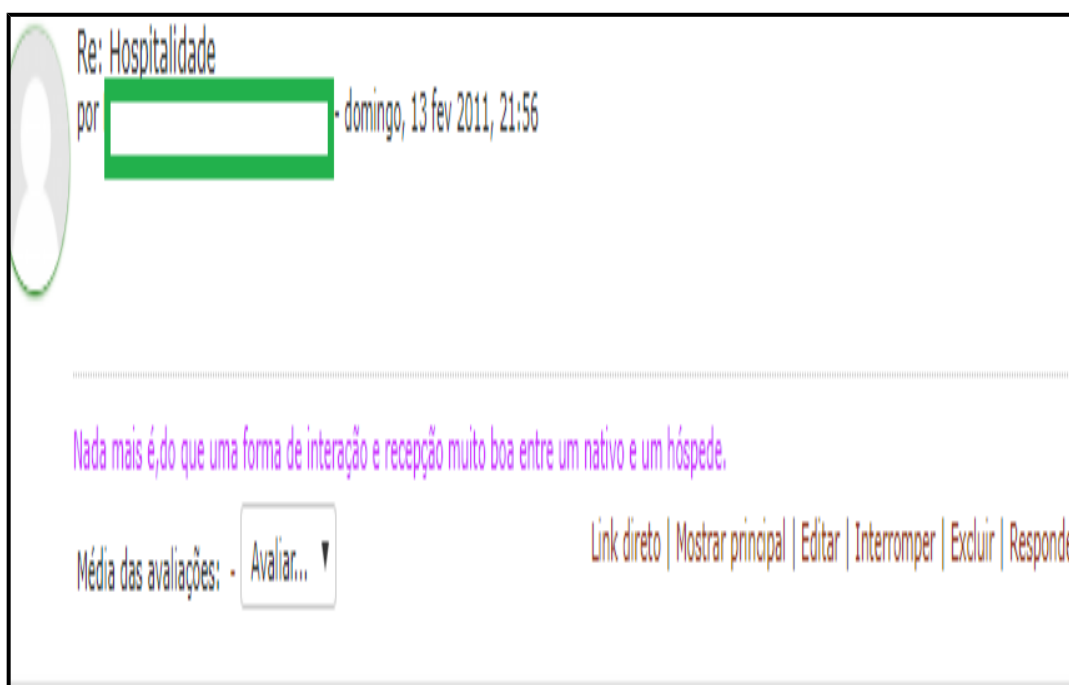 Re: Hospitalidade
por - domingo, 13 fev 2011, 21:56
Nada mais é,do que uma forma de interação e recepção muito boa entre um nativo e um hóspede.
Média das avaliações: - Avaliar... Link direto | Mostrar principal | Editar | Interromper | Excluir | Responde